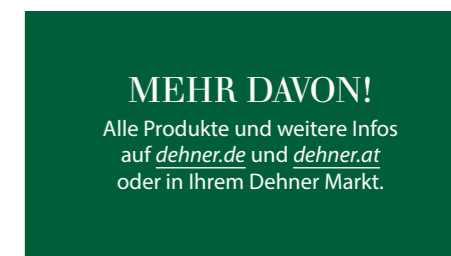 MEHR DAVON!
Alle Produkte und weitere Infos
auf dehner.de und dehner.at
oder in Ihrem Dehner Markt.